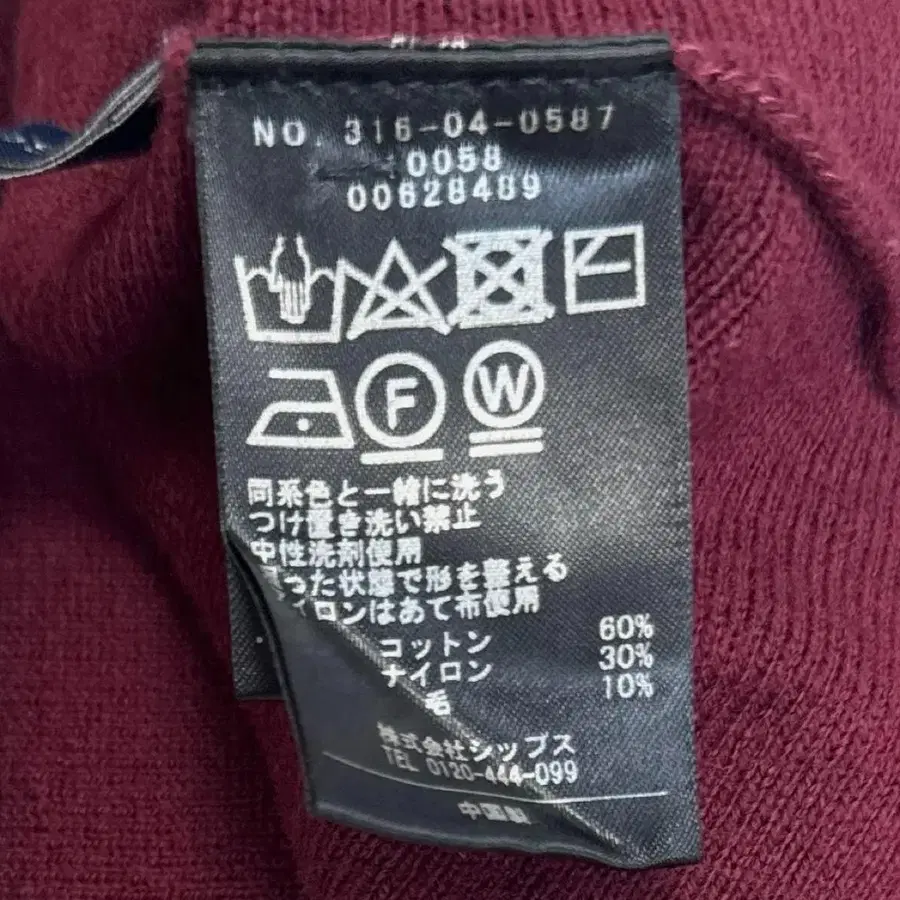 NO. 316-04-0587
0058
00628489
F
W
同系色と一緒に洗う
つけ置き洗い禁止
中性洗剤使用
った状態で形を整える
イロンはあて布使用
コットン 60%
ナイロン 30%
毛 10%
株式会社シップス
TEL 0120-444-099
中国製